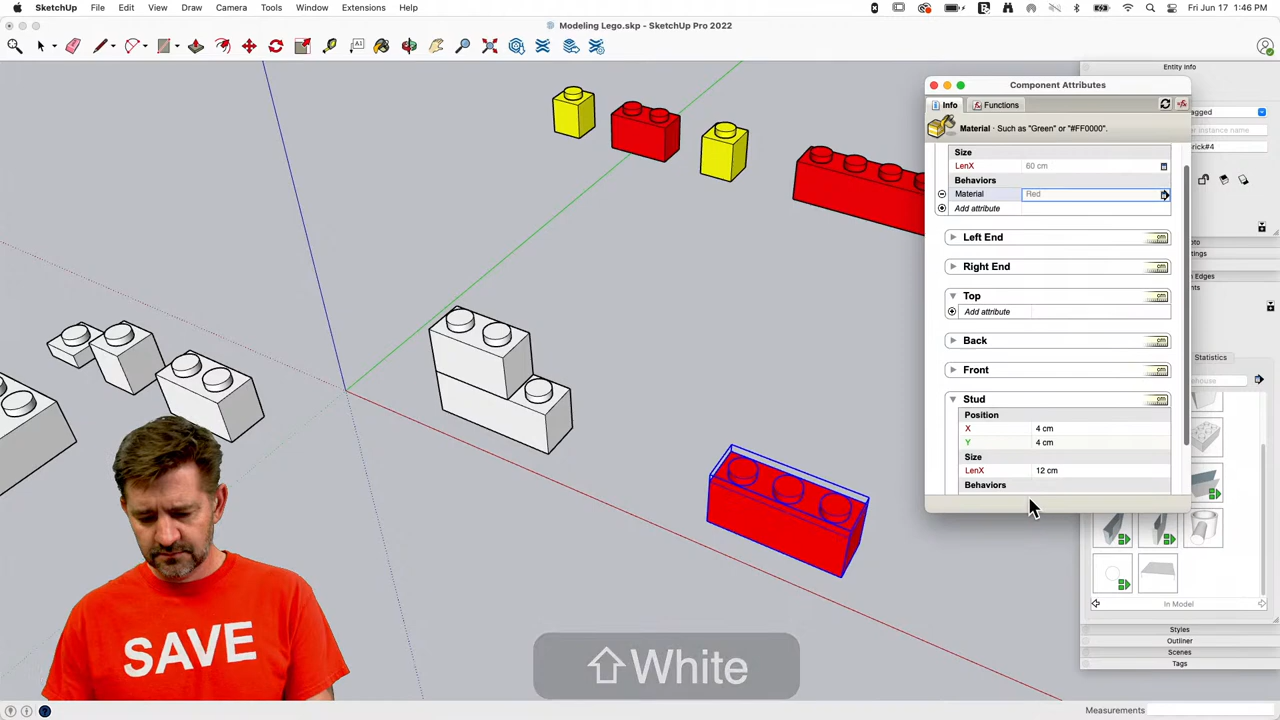 SketchUp File Edit View Draw Camera Tools Window Extensions Help
Fri Jun 17 1:46 PM
Modeling Lego.skp - SketchUp Pro 2022
Entity Info
Component Attributes
Info
Functions
Material - Such as "Green" or "#FF0000".
Size
LenX 60 cm
Behaviors
Material Red
Add attribute
Left End
Right End
Top
Add attribute
Back
Front
Stud
Position
X 4 cm
Y 4 cm
Size
LenX 12 cm
Behaviors
Statistics
In Model
Styles
Outliner
Scenes
Tags
SAVE
⇧White
Measurements